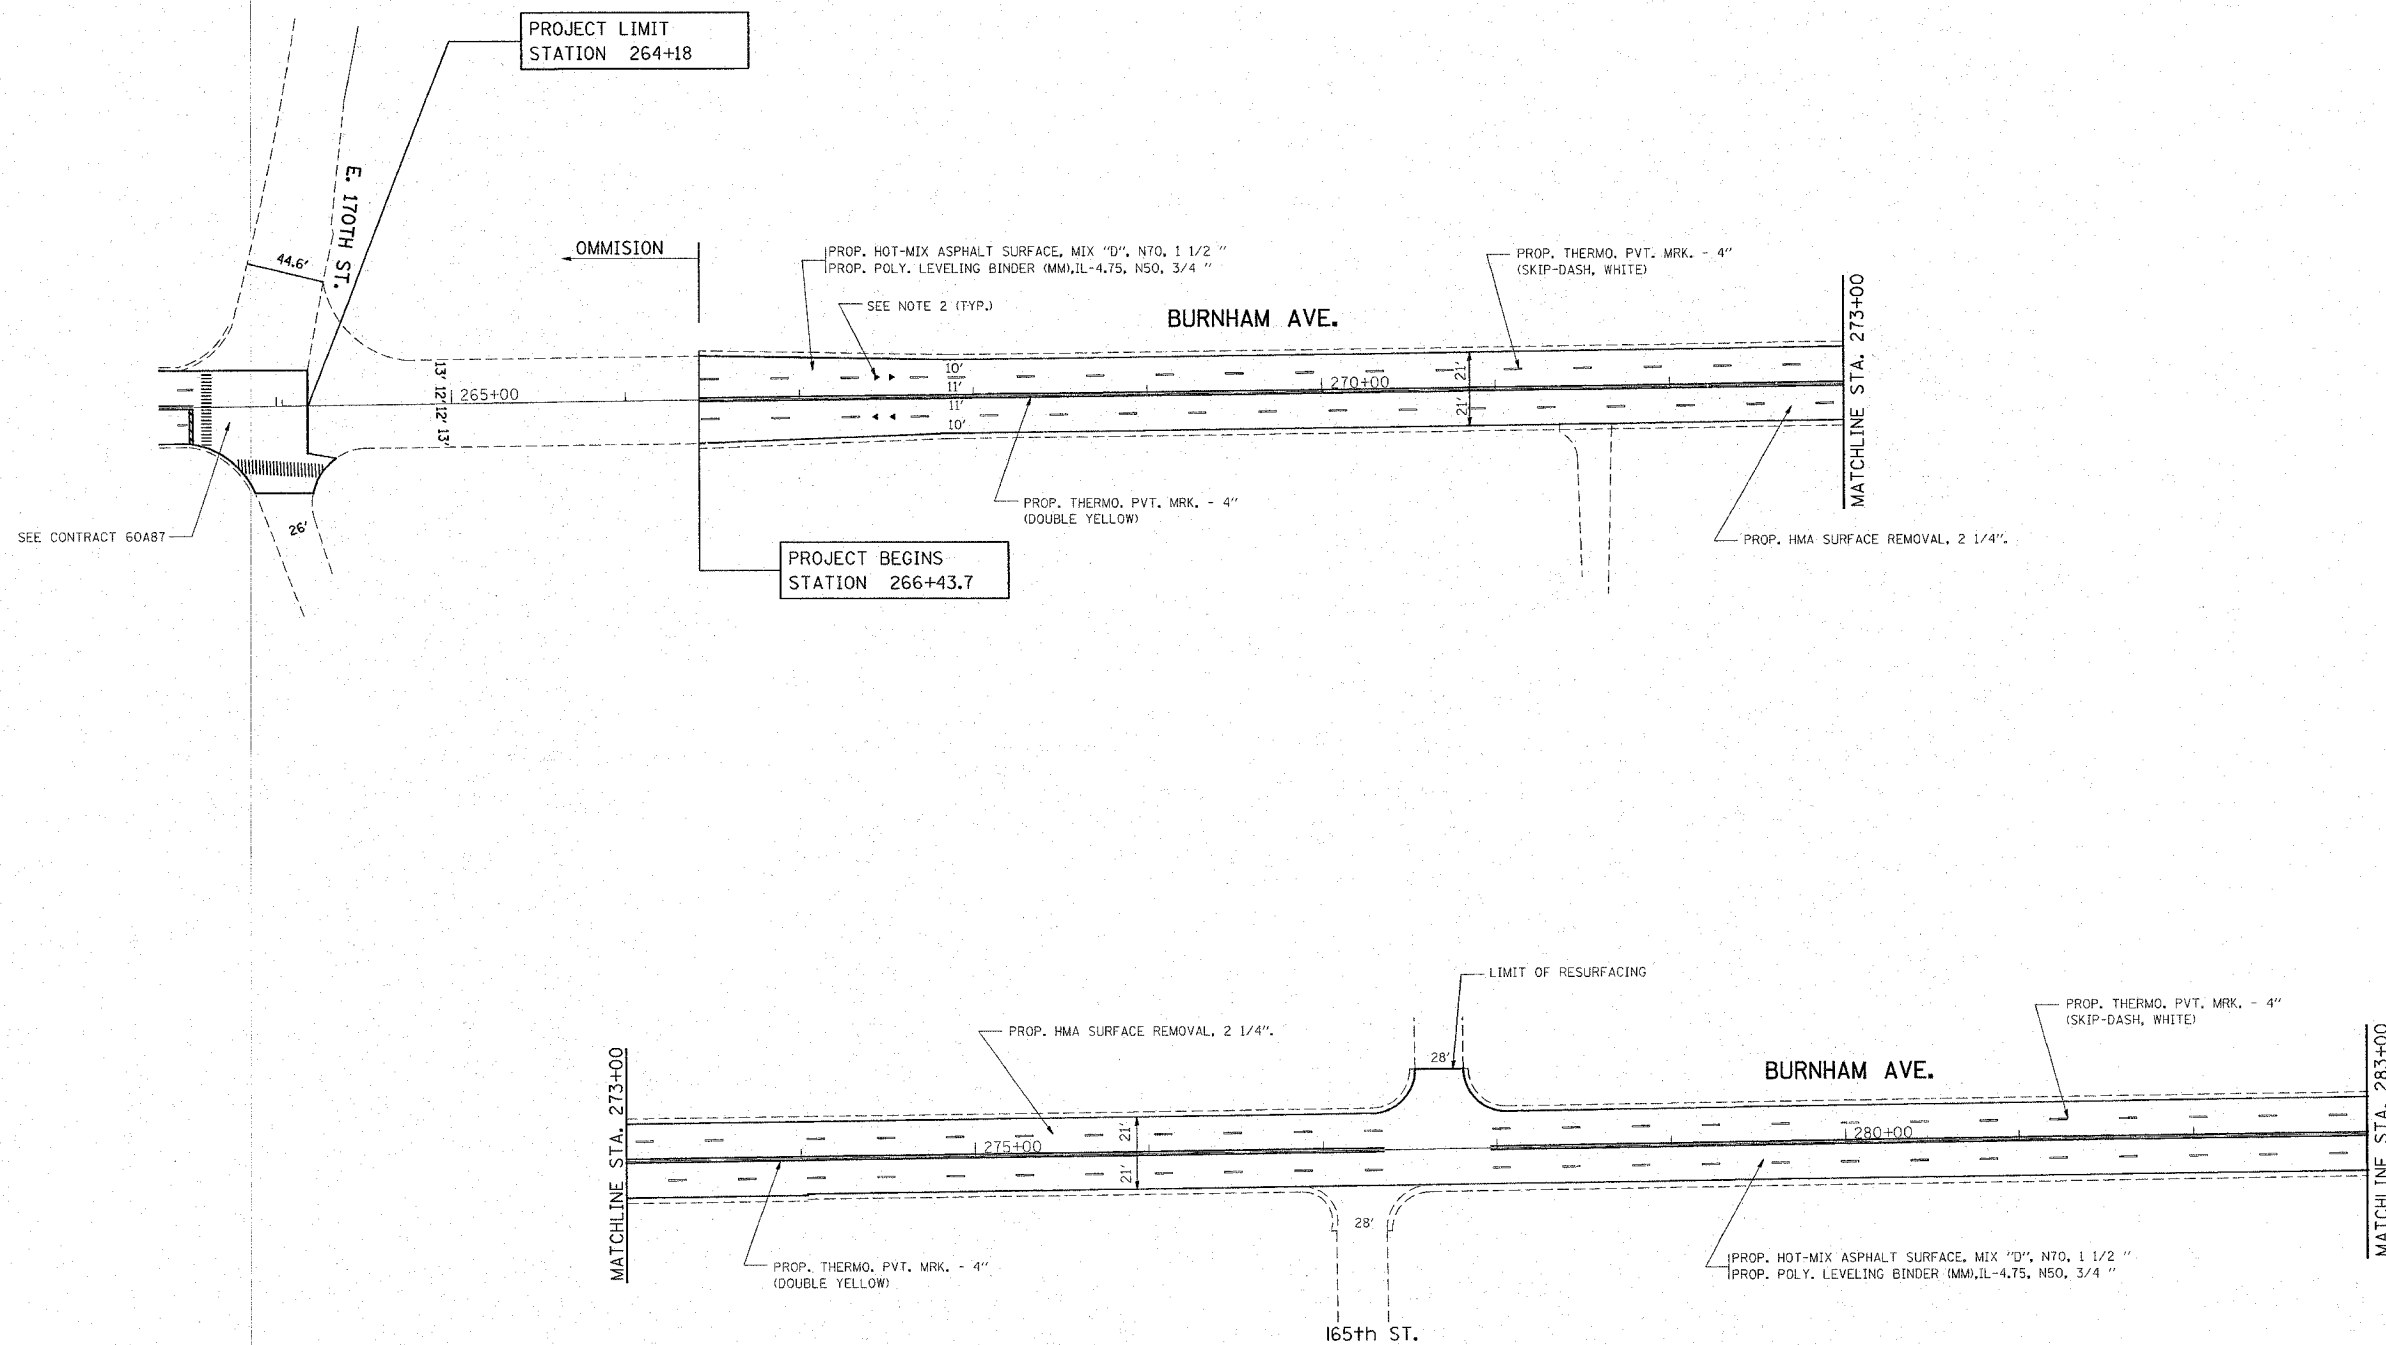 PROJECT LIMIT
STATION 264+18
E. 170TH ST.
44.6'
OMMISION
PROP. HOT-MIX ASPHALT SURFACE, MIX "D", N70, 1 1/2 "
PROP. POLY. LEVELING BINDER (MM),IL-4.75, N50, 3/4 "
SEE NOTE 2 (TYP.)
BURNHAM AVE.
PROP. THERMO. PVT. MRK. - 4"
(SKIP-DASH, WHITE)
MATCHLINE STA. 273+00
13' 12' 12' 13'
265+00
10'
11'
11'
10'
270+00
21'
21'
SEE CONTRACT 60A87
26'
PROP. THERMO. PVT. MRK. - 4"
(DOUBLE YELLOW)
PROP. HMA SURFACE REMOVAL, 2 1/4".
PROJECT BEGINS
STATION 266+43.7
LIMIT OF RESURFACING
PROP. HMA SURFACE REMOVAL, 2 1/4".
PROP. THERMO. PVT. MRK. - 4"
(SKIP-DASH, WHITE)
MATCHLINE STA. 273+00
28'
BURNHAM AVE.
MATCHLINE STA. 283+00
275+00
21'
21'
280+00
28'
PROP. THERMO. PVT. MRK. - 4"
(DOUBLE YELLOW)
PROP. HOT-MIX ASPHALT SURFACE, MIX "D", N70, 1 1/2 "
PROP. POLY. LEVELING BINDER (MM),IL-4.75, N50, 3/4 "
165th ST.